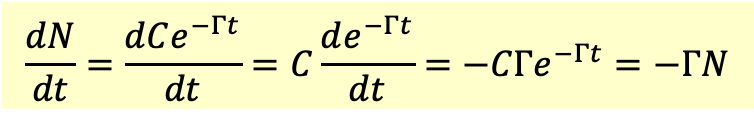 dN/dt = dCe^{-Γt}/dt = C de^{-Γt}/dt = -CΓe^{-Γt} = -ΓN